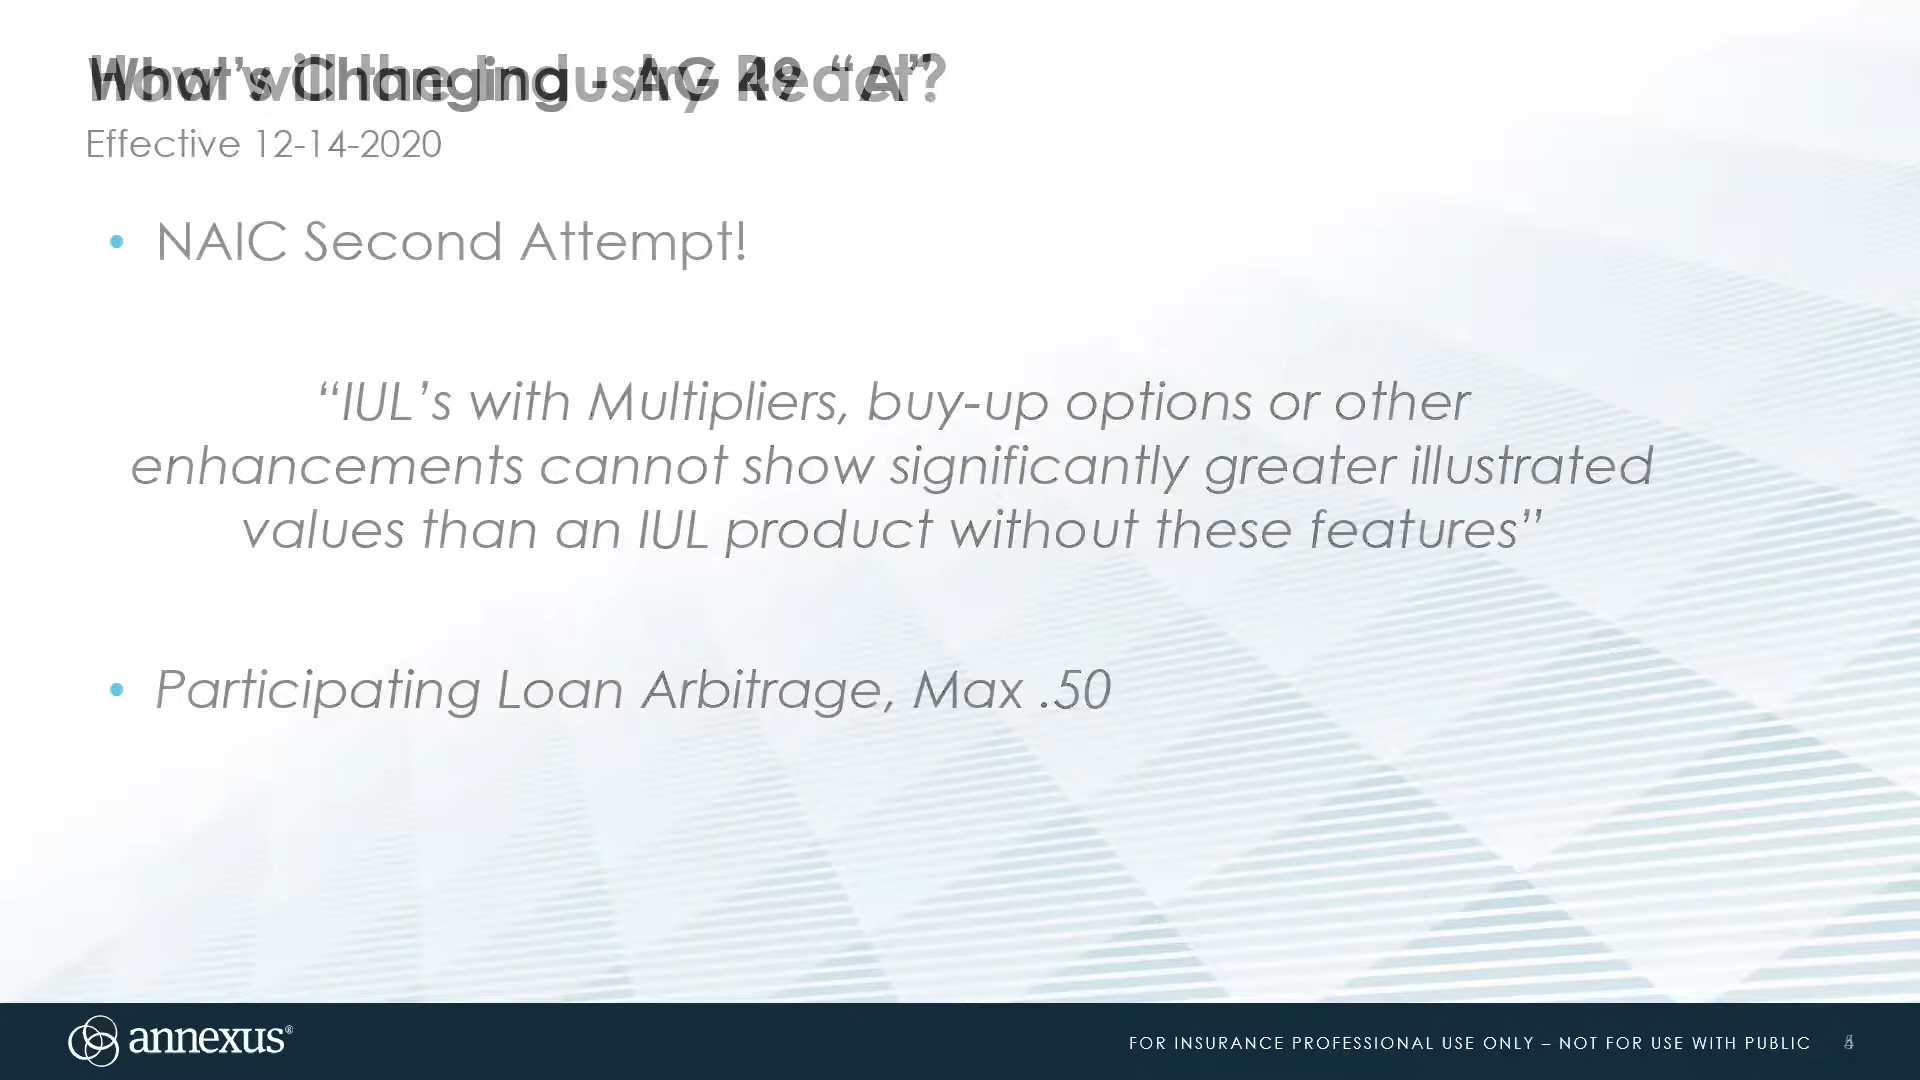 What's Changing - AG 49 “A”
How will the Industry React?
Effective 12-14-2020
• NAIC Second Attempt!
“IUL’s with Multipliers, buy-up options or other
enhancements cannot show significantly greater illustrated
values than an IUL product without these features”
• Participating Loan Arbitrage, Max .50
annexus®
FOR INSURANCE PROFESSIONAL USE ONLY – NOT FOR USE WITH PUBLIC